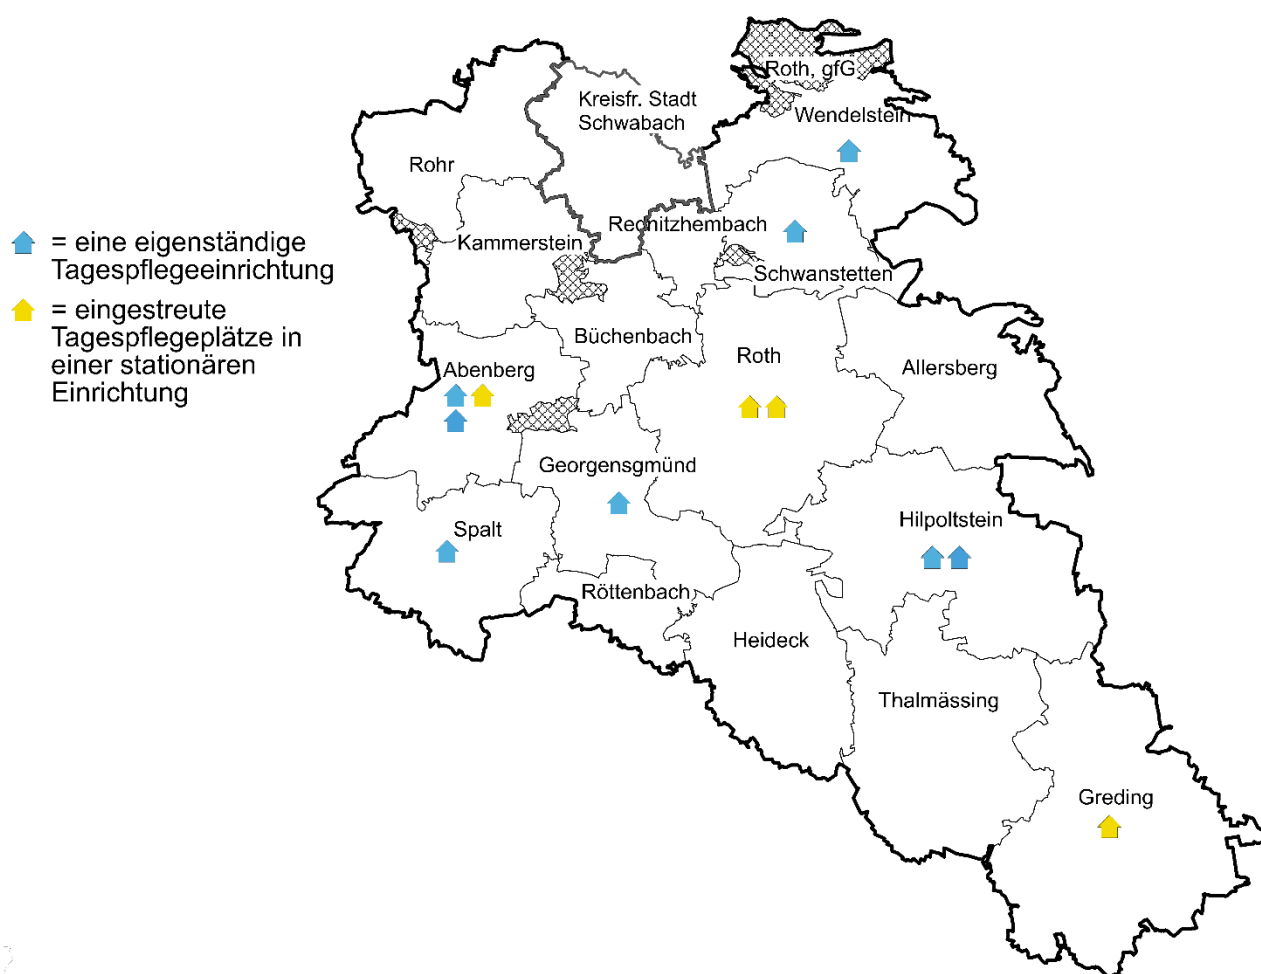 Roth, gfG
Kreisfr. Stadt
Schwabach
Wendelstein
Rohr
Rednitzhembach
Kammerstein
Schwanstetten
= eine eigenständige
Tagespflegeeinrichtung
= eingestreute
Tagespflegeplätze in
einer stationären
Einrichtung
Büchenbach
Roth
Allersberg
Abenberg
Georgensgmünd
Spalt
Hilpoltstein
Röttenbach
Heideck
Thalmässing
Greding